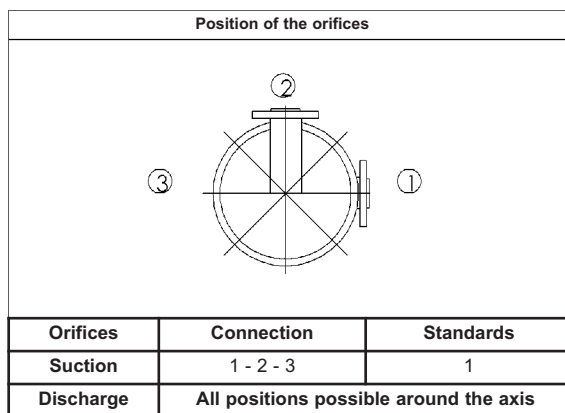 Position of the orifices
2
3
1
Orifices Connection Standards
Suction 1 - 2 - 3 1
Discharge All positions possible around the axis